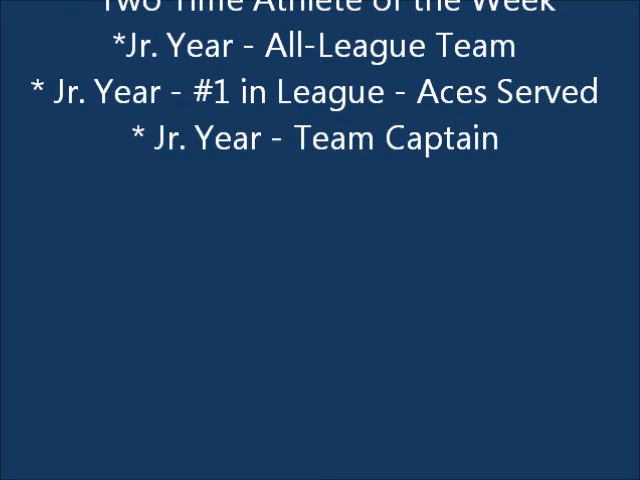 Two Time Athlete of the Week
*Jr. Year - All-League Team
* Jr. Year - #1 in League - Aces Served
* Jr. Year - Team Captain